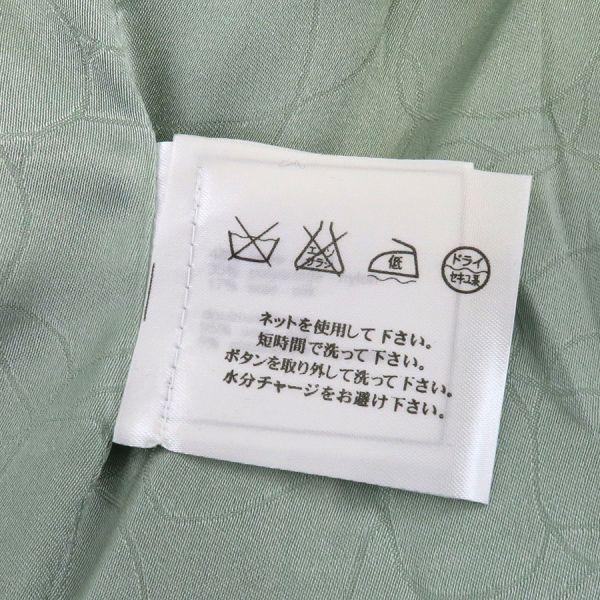 エンソ
サラシ
低
ドライ
セキユ系
ネットを使用して下さい。
短時間で洗って下さい。
ボタンを取り外して洗って下さい。
水分チャージをお避け下さい。